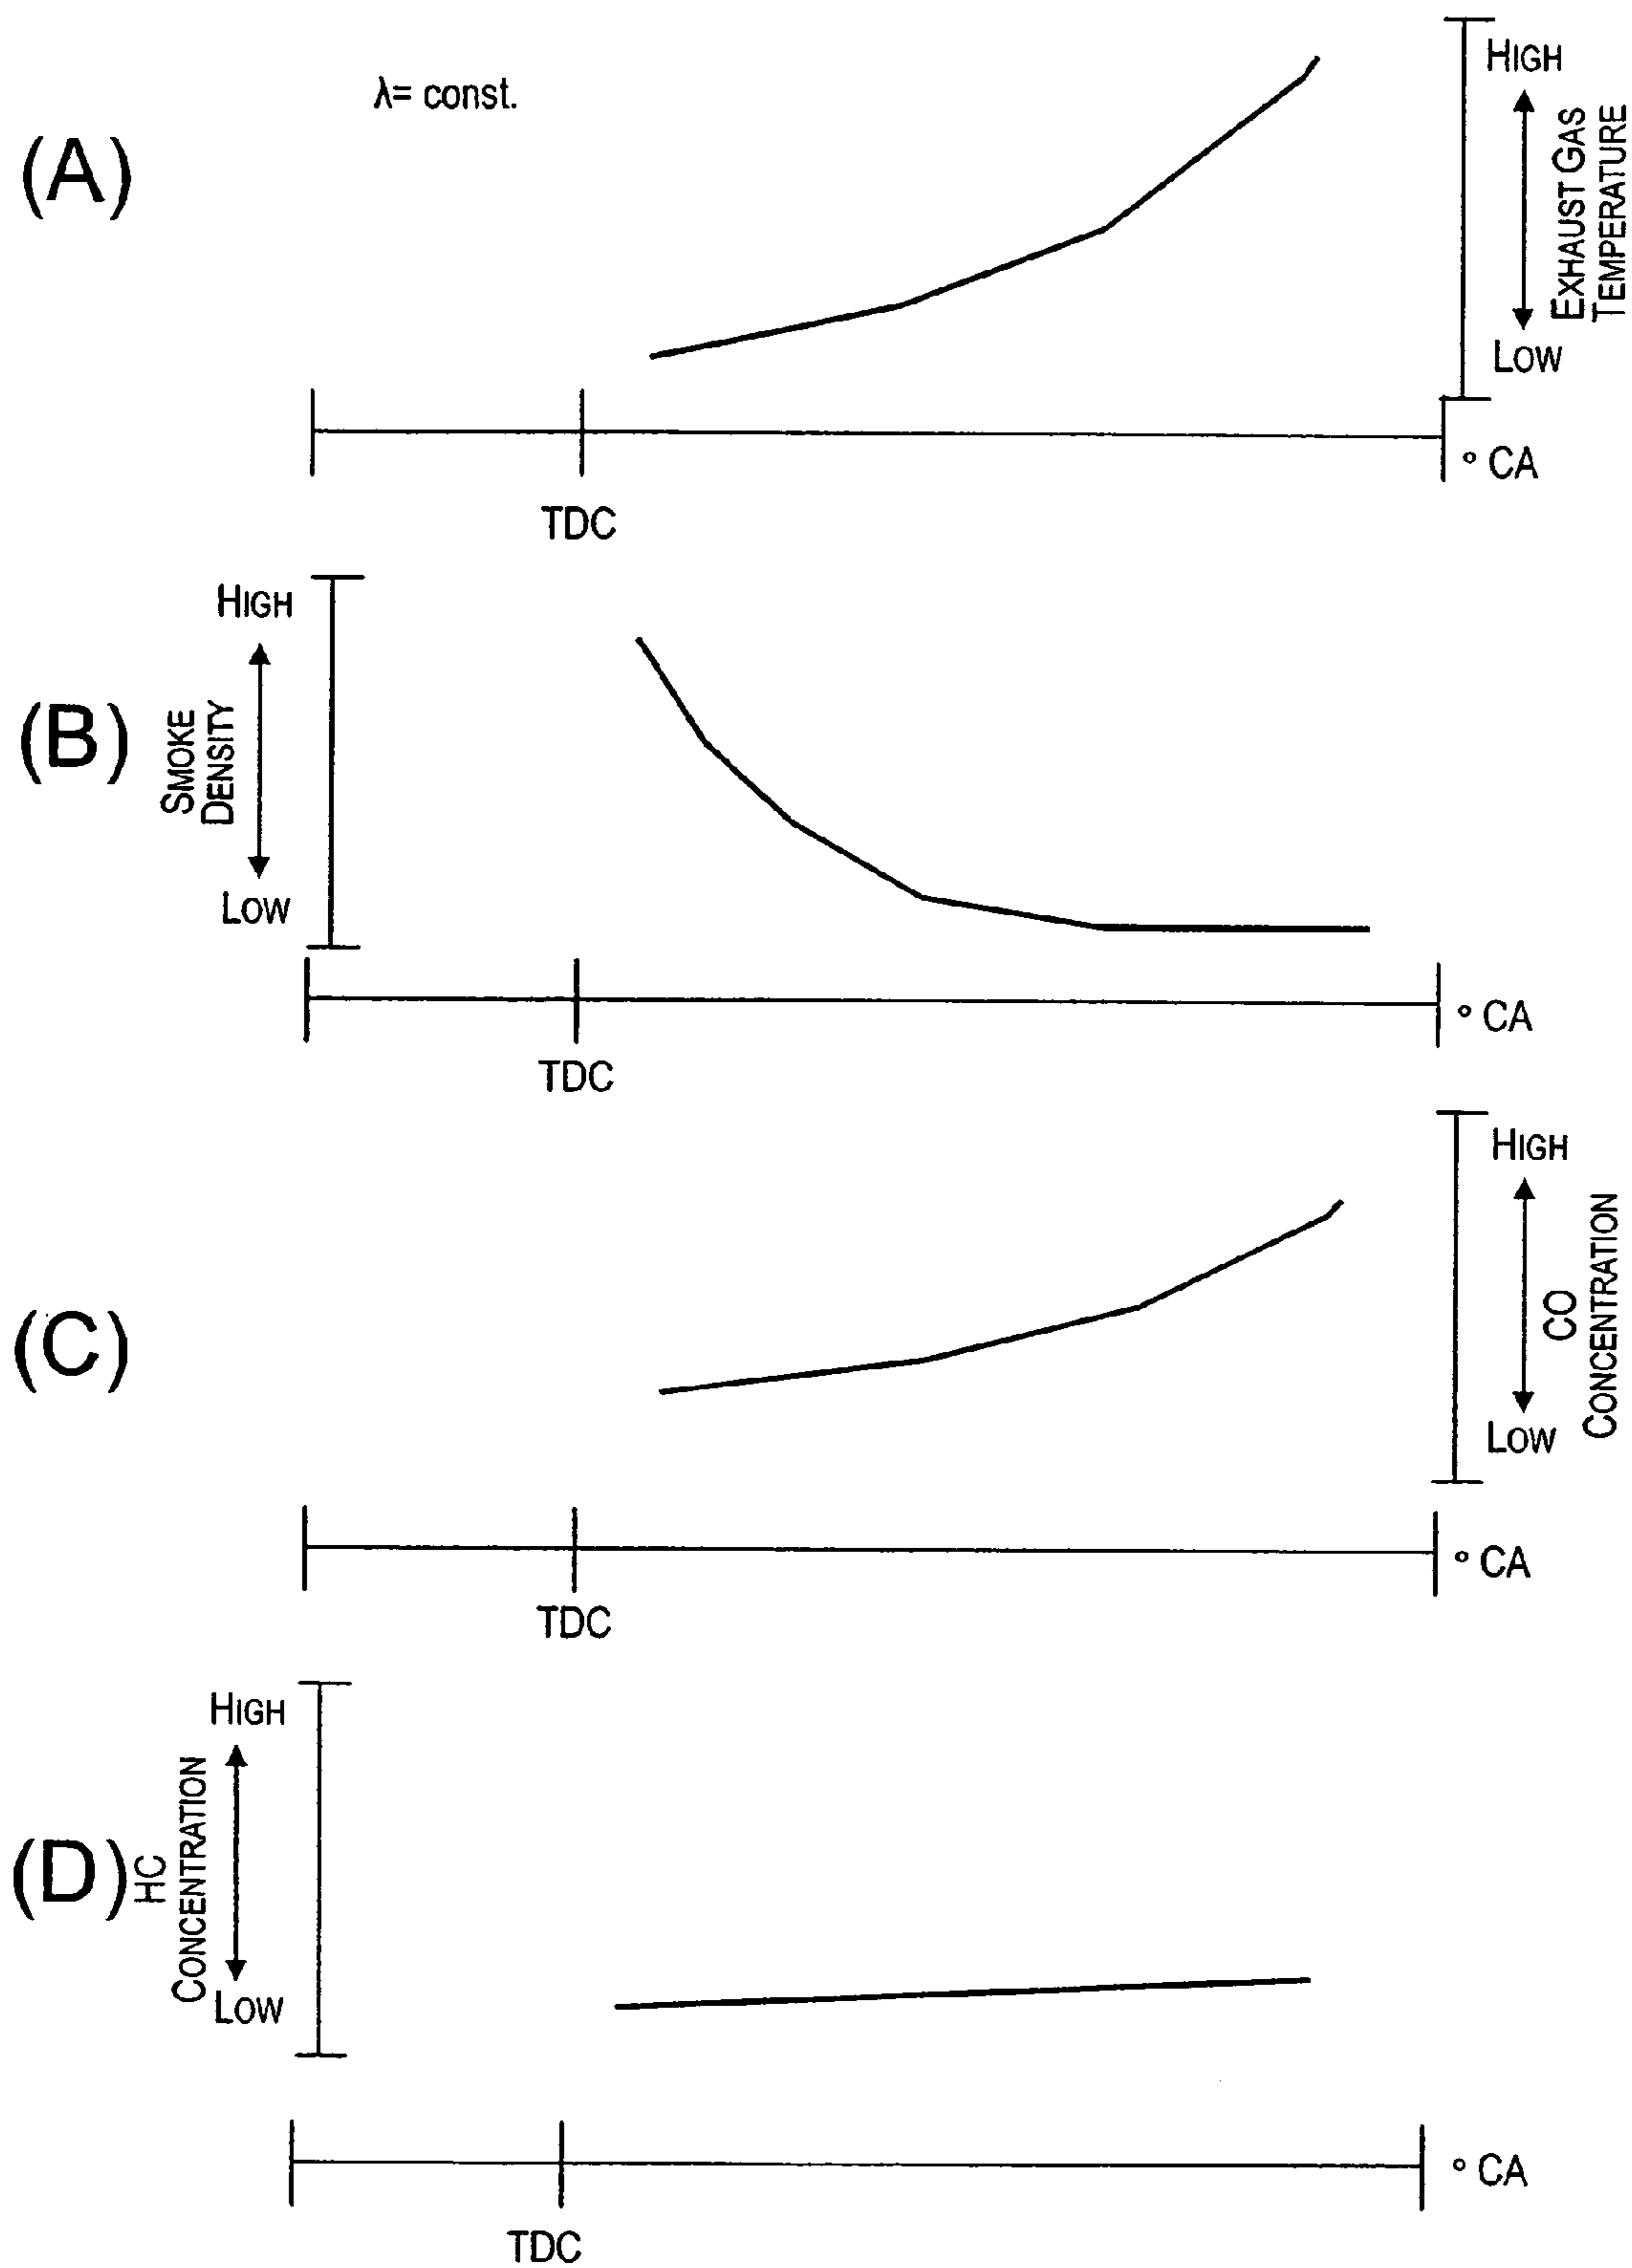 λ= const.
(A)
HIGH
EXHAUST GAS
TEMPERATURE
LOW
° CA
TDC
(B)
HIGH
SMOKE
DENSITY
LOW
° CA
TDC
(C)
HIGH
CO
CONCENTRATION
LOW
° CA
TDC
(D)
HIGH
HC
CONCENTRATION
LOW
° CA
TDC